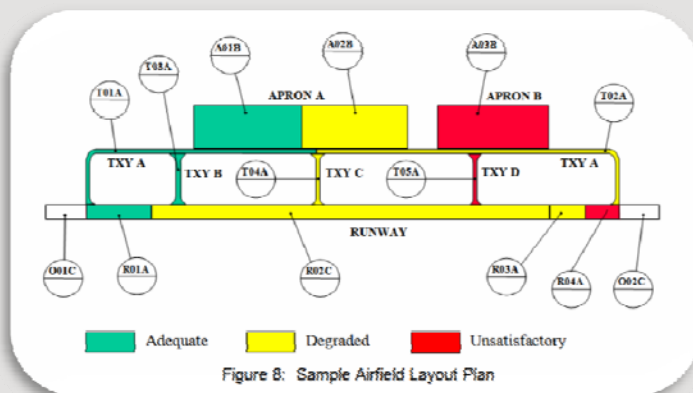 A01B
A02B
A03B
T08A
T01A
APRON A
APRON B
T02A
TXY A
TXY B
T04A
TXY C
T05A
TXY D
TXY A
RUNWAY
O01C
R01A
R02C
R03A
R04A
O02C
Adequate
Degraded
Unsatisfactory
Figure 8: Sample Airfield Layout Plan